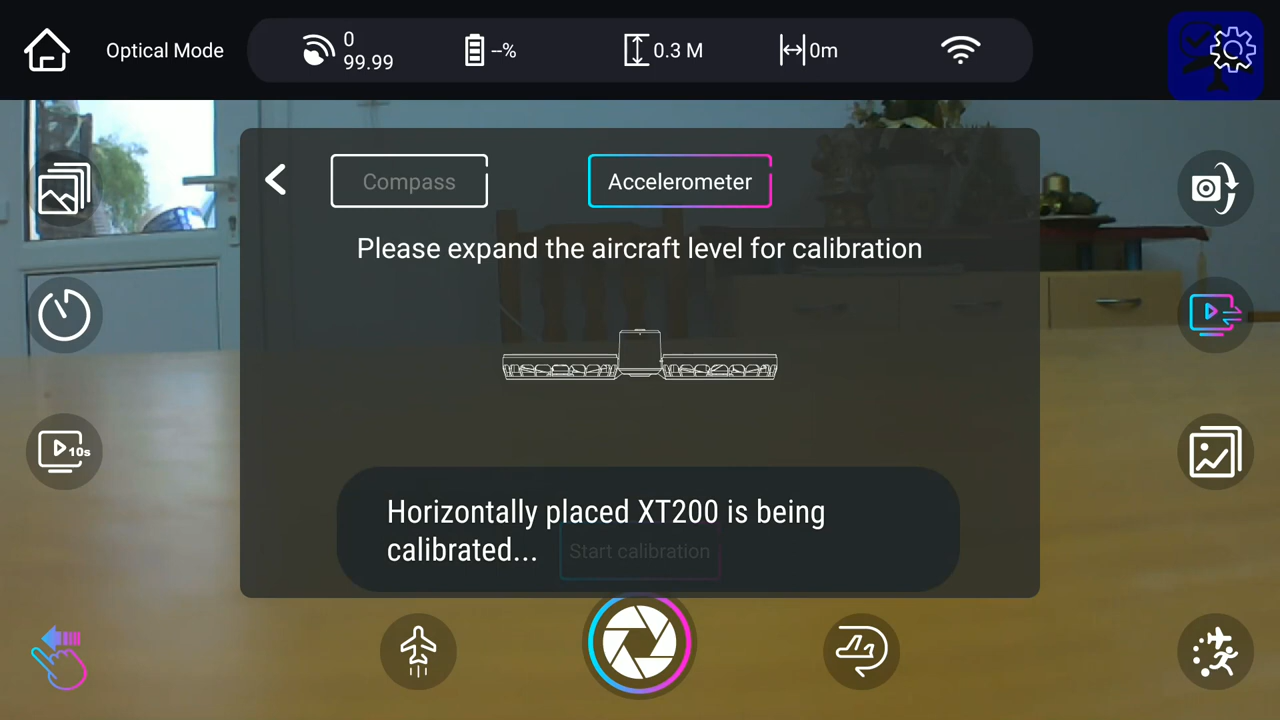 Optical Mode
0
99.99
--%
0.3 M
0m
Compass
Accelerometer
Please expand the aircraft level for calibration
Horizontally placed XT200 is being
calibrated...
Start calibration
10s